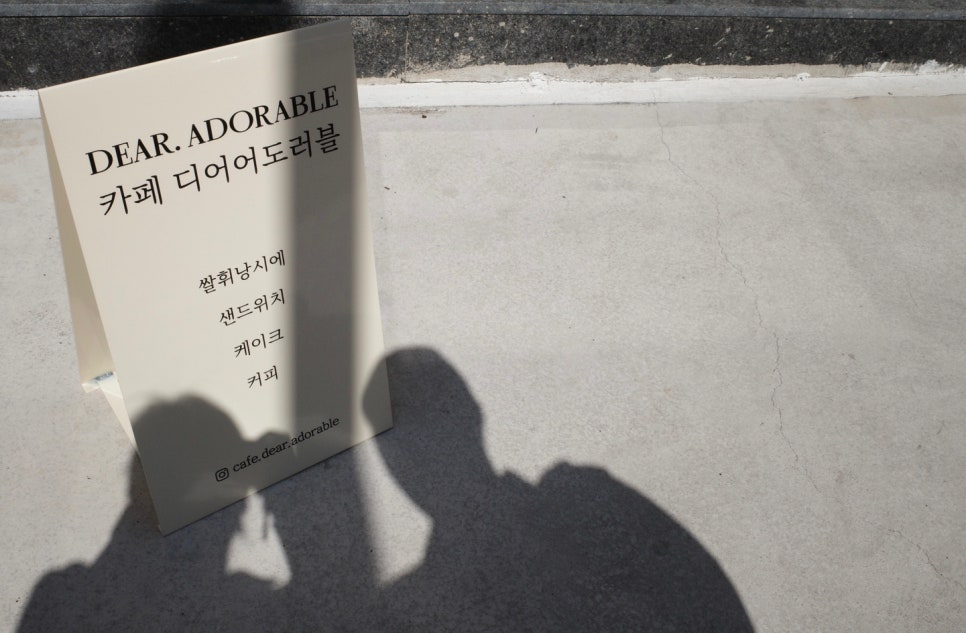 DEAR. ADORABLE
카페 디어어도러블
쌀휘낭시에
샌드위치
케이크
커피
cafe.dear.adorable